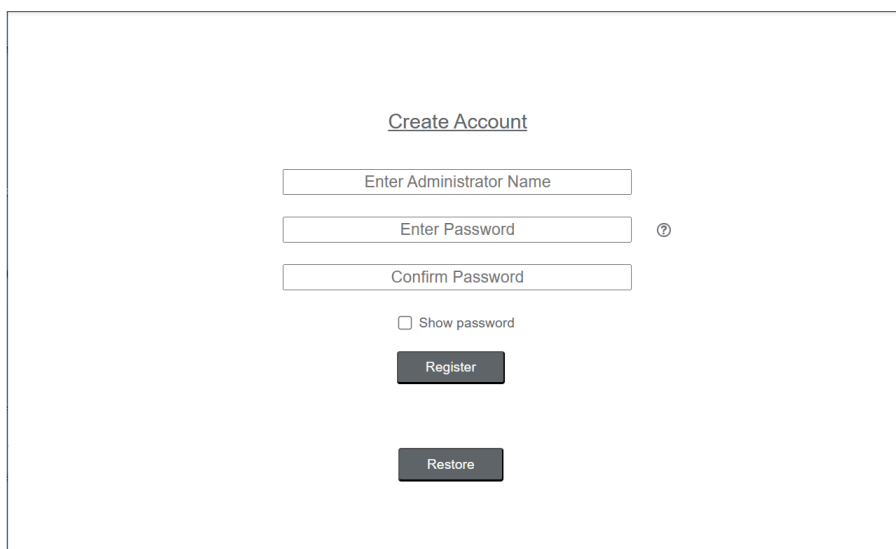 Create Account
Enter Administrator Name
Enter Password
Confirm Password
Show password
Register
Restore